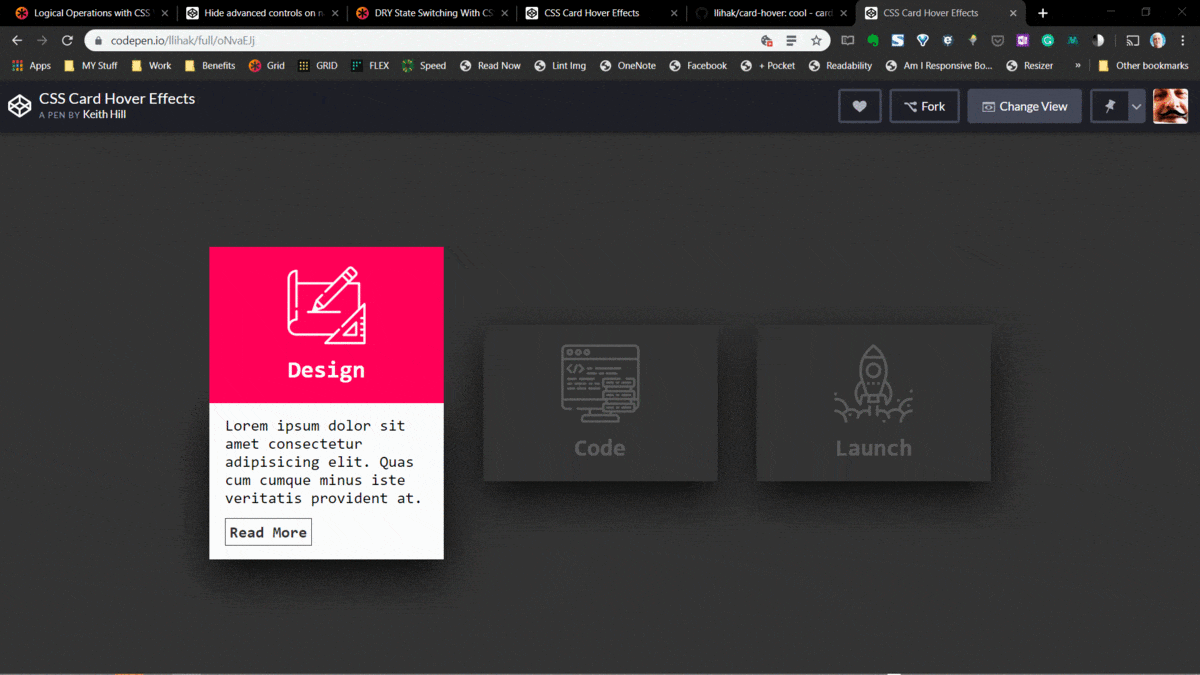 Logical Operations with CSS
Hide advanced controls on
DRY State Switching With CS
CSS Card Hover Effects
llihak/card-hover: cool - card
CSS Card Hover Effects
codepen.io/llihak/full/oNvaEJj
Apps
MY Stuff
Work
Benefits
Grid
GRID
FLEX
Speed
Read Now
Lint Img
OneNote
Facebook
+ Pocket
Readability
Am I Responsive Bo...
Resizer
»
Other bookmarks
CSS Card Hover Effects
A PEN BY Keith Hill
Fork
Change View
Design
Lorem ipsum dolor sit
amet consectetur
adipisicing elit. Quas
cum cumque minus iste
veritatis provident at.
Read More
Code
Launch